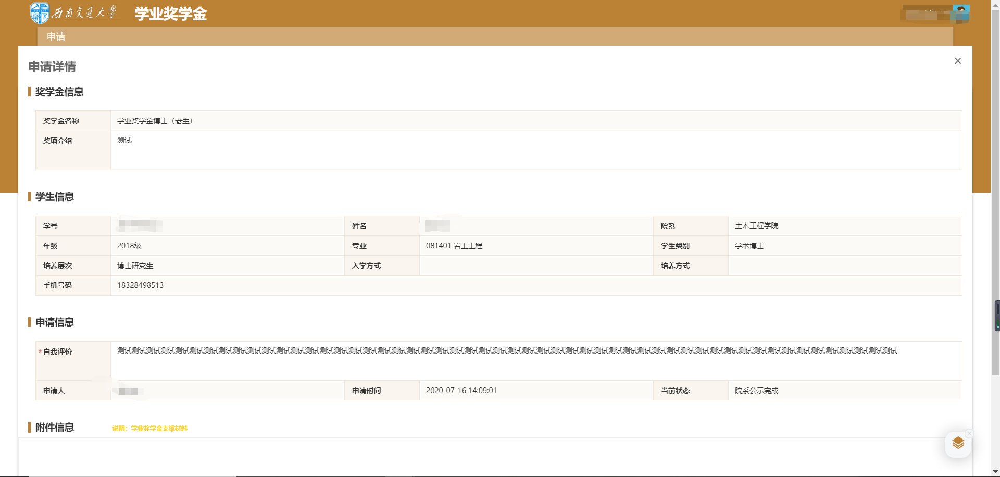 西南交通大学 学业奖学金
申请
申请详情
奖学金信息
奖学金名称 学业奖学金博士（老生）
奖项介绍 测试
学生信息
学号 姓名 院系 土木工程学院
年级 2018级 专业 081401 岩土工程 学生类别 学术博士
培养层次 博士研究生 入学方式 培养方式
手机号码 18328498513
申请信息
* 自我评价 测试测试测试测试测试测试测试测试测试测试测试测试测试测试测试测试测试测试测试测试测试测试测试测试测试测试测试测试测试测试测试测试测试测试测试测试测试测试测试测试测试测试测试测试测试测试测试测试测试测试测试测试测试测试
申请人 申请时间 2020-07-16 14:09:01 当前状态 院系公示完成
附件信息 说明：学业奖学金支撑材料